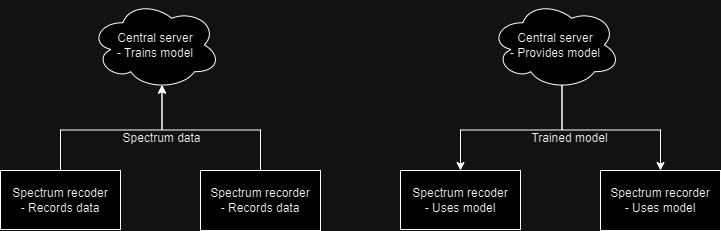 Central server
- Trains model
Spectrum data
Spectrum recoder
- Records data
Spectrum recorder
- Records data
Central server
- Provides model
Trained model
Spectrum recoder
- Uses model
Spectrum recorder
- Uses model